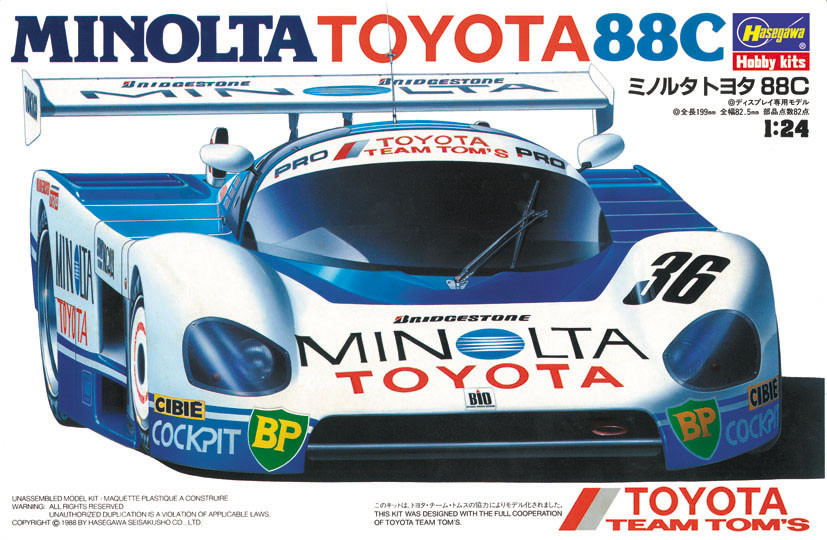 MINOLTA TOYOTA 88C
Hasegawa
Hobby kits
ミノルタ トヨタ 88C
◎ディスプレイ専用モデル
◎全長199mm 全幅82.5mm 部品点数82点
1:24
BRIDGESTONE
MINOLTA
PRO TOYOTA PRO
TEAM TOM'S
36
MINOLTA
TOYOTA
BRIDGESTONE
MINOLTA
TOYOTA
BIO
CIBIE
COCKPIT
BP
BP
CIBIE
COCKPIT
UNASSEMBLED MODEL KIT · MAQUETTE PLASTIQUE A CONSTRUIRE
WARNING: ALL RIGHTS RESERVED
UNAUTHORIZED DUPLICATION IS A VIOLATION OF APPLICABLE LAWS.
COPYRIGHT © 1988 BY HASEGAWA SEISAKUSHO CO., LTD.
このキットは、トヨタ・チーム・トムスの協力によりモデル化されました。
THIS KIT WAS DESIGNED WITH THE FULL COOPERATION
OF TOYOTA TEAM TOM'S.
TOYOTA
TEAM TOM'S